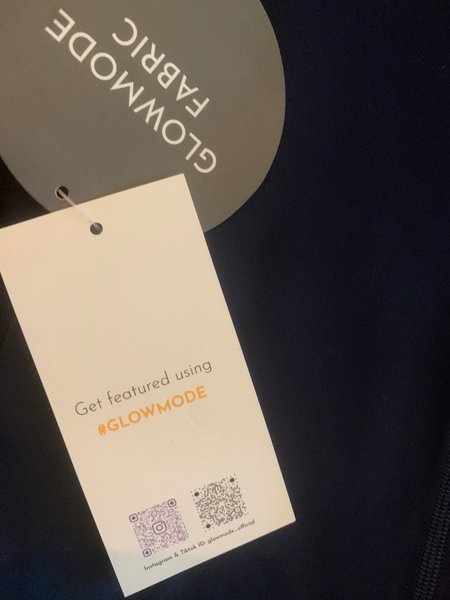 GLOWMODE
FABRIC
Get featured using
#GLOWMODE
Instagram & Tiktok ID: glowmode_official